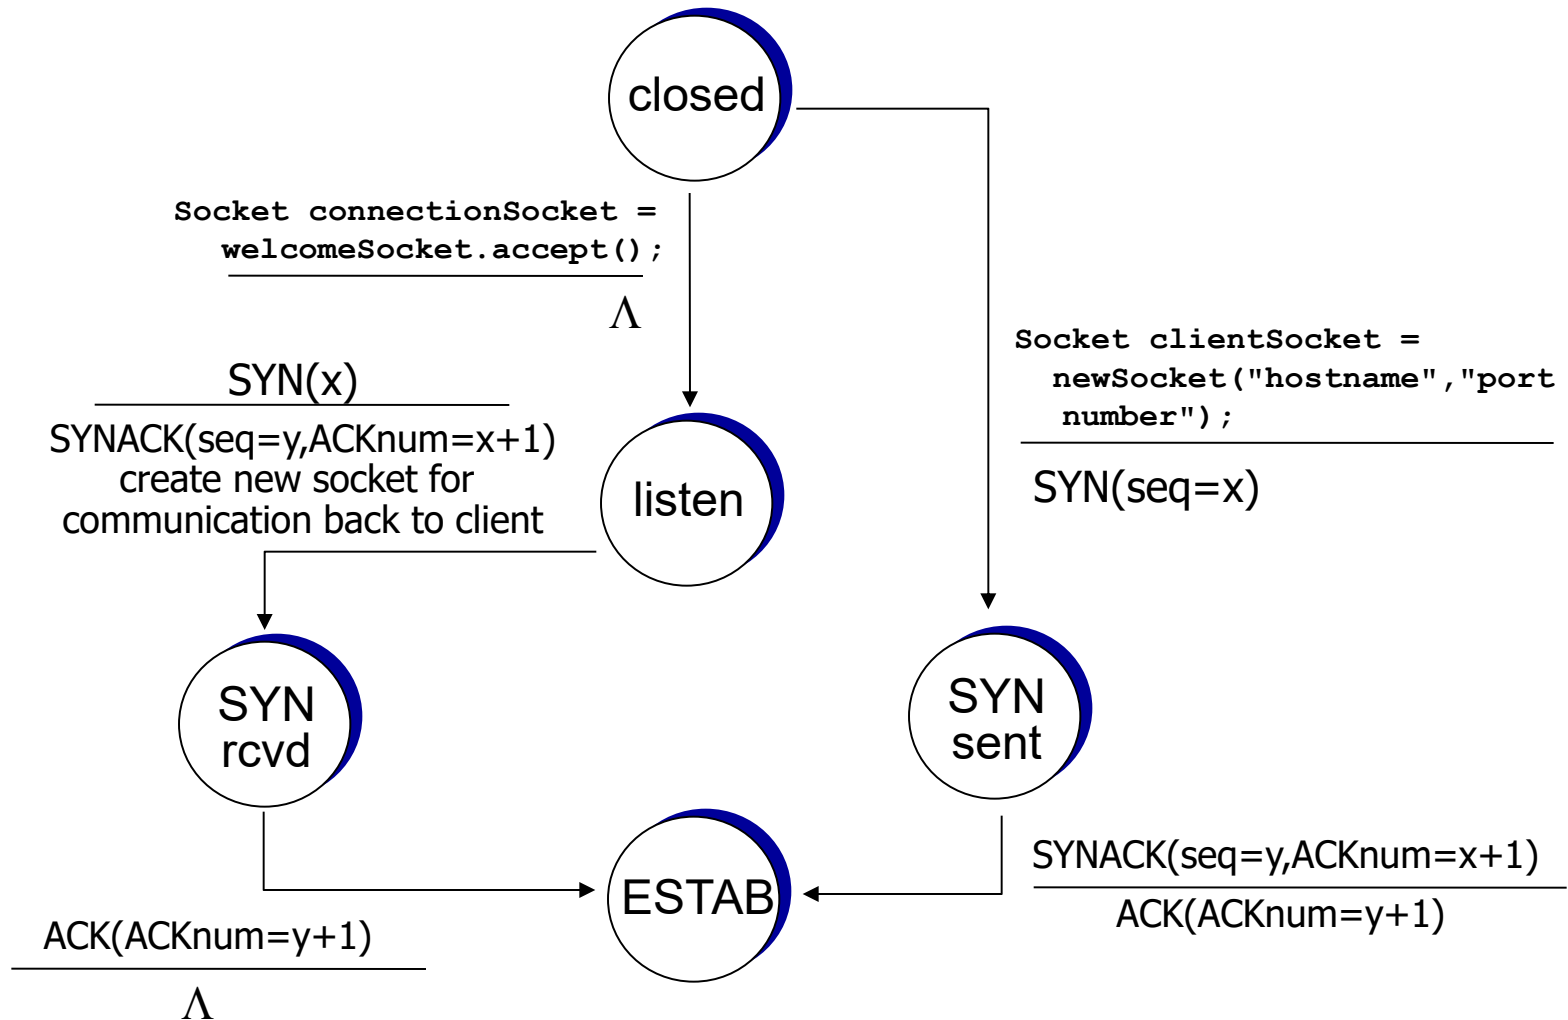 closed
Socket connectionSocket =
welcomeSocket.accept();
Λ
Socket clientSocket =
newSocket("hostname","port
number");
SYN(seq=x)
SYN(x)
SYNACK(seq=y,ACKnum=x+1)
create new socket for
communication back to client
listen
SYN
rcvd
SYN
sent
ESTAB
SYNACK(seq=y,ACKnum=x+1)
ACK(ACKnum=y+1)
ACK(ACKnum=y+1)
Λ